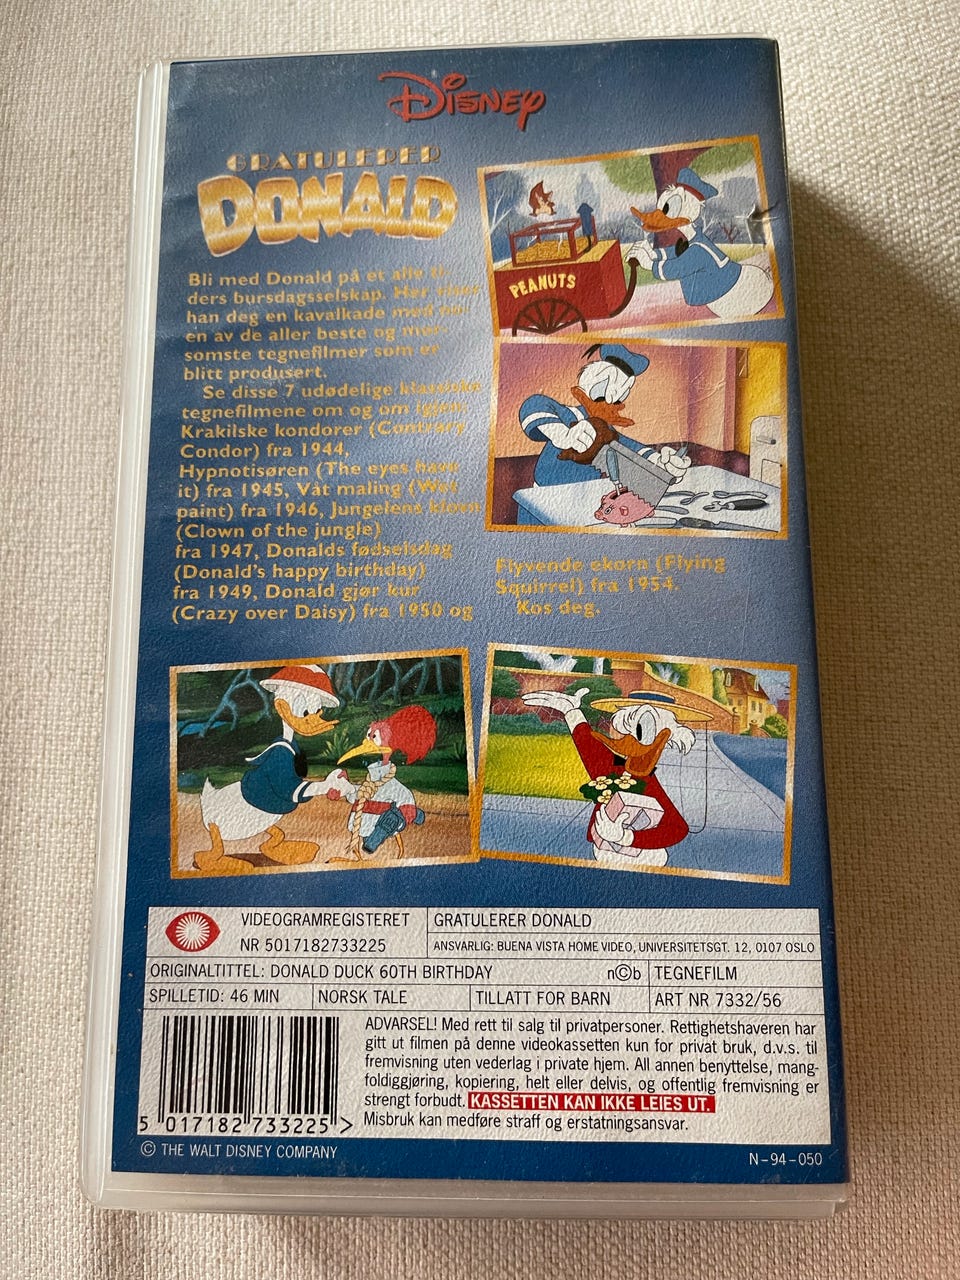 DISNEY
GRATULERER
DONALD
Bli med Donald på et alle ti-
ders bursdagsselskap. Her
han deg en kavalkade med no-
en av de aller beste og mor-
somste tegnefilmer som er
blitt produsert.
Se disse 7 udødelige klassiske
tegnefilmene om og om igjen:
Krakilske kondorer (Contrary
Condor) fra 1944,
Hypnotisøren (The eyes have
it) fra 1945, Våt maling (Wet
paint) fra 1946, Jungelens klovn
(Clown of the jungle)
fra 1947, Donalds fødselsdag
(Donald's happy birthday)
fra 1949, Donald gjør kur
(Crazy over Daisy) fra 1950 og
Flyvende ekorn (Flying
Squirrel) fra 1954.
Kos deg.
PEANUTS
VIDEOGRAMREGISTERET
NR 5017182733225
GRATULERER DONALD
ANSVARLIG: BUENA VISTA HOME VIDEO, UNIVERSITETSGT. 12, 0107 OSLO
ORIGINALTITTEL: DONALD DUCK 60TH BIRTHDAY
n©b
TEGNEFILM
SPILLETID: 46 MIN
NORSK TALE
TILLATT FOR BARN
ART NR 7332/56
ADVARSEL! Med rett til salg til privatpersoner. Rettighetshaveren har
gitt ut filmen på denne videokassetten kun for privat bruk, d.v.s. til
fremvisning uten vederlag i private hjem. All annen benyttelse, mang-
foldiggjøring, kopiering, helt eller delvis, og offentlig fremvisning er
strengt forbudt. KASSETTEN KAN IKKE LEIES UT.
Misbruk kan medføre straff og erstatningsansvar.
5 017182 733225 >
© THE WALT DISNEY COMPANY
N-94-050